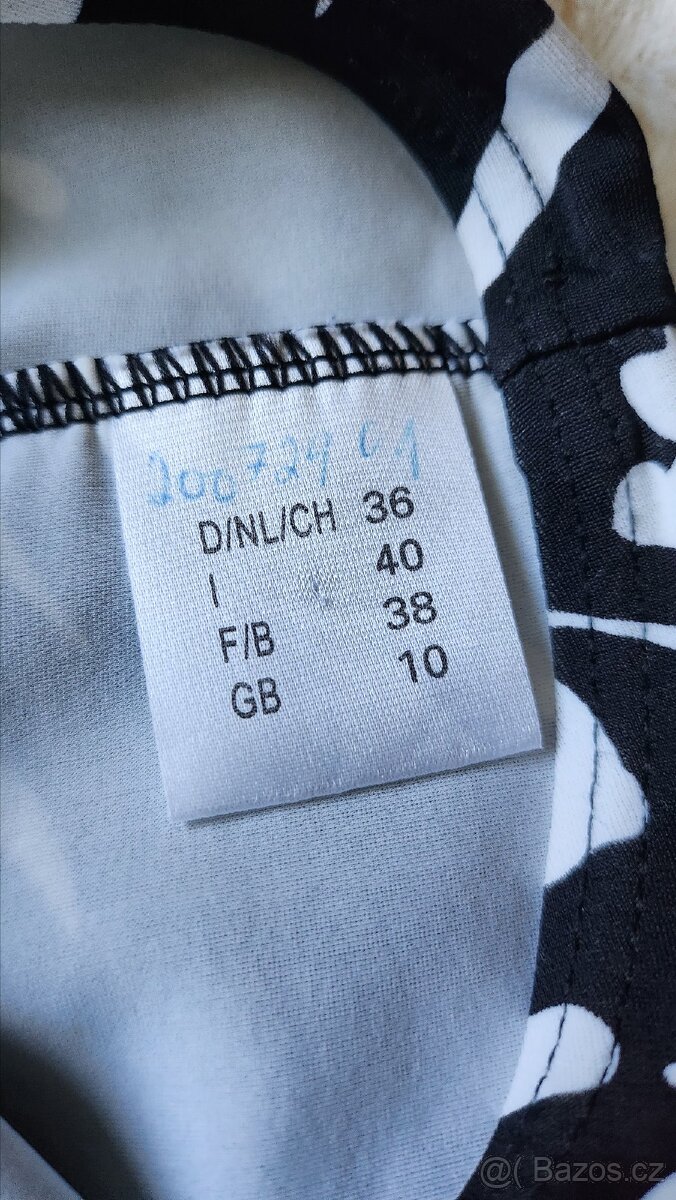 D/NL/CH 36
I 40
F/B 38
GB 10
@( Bazos.cz